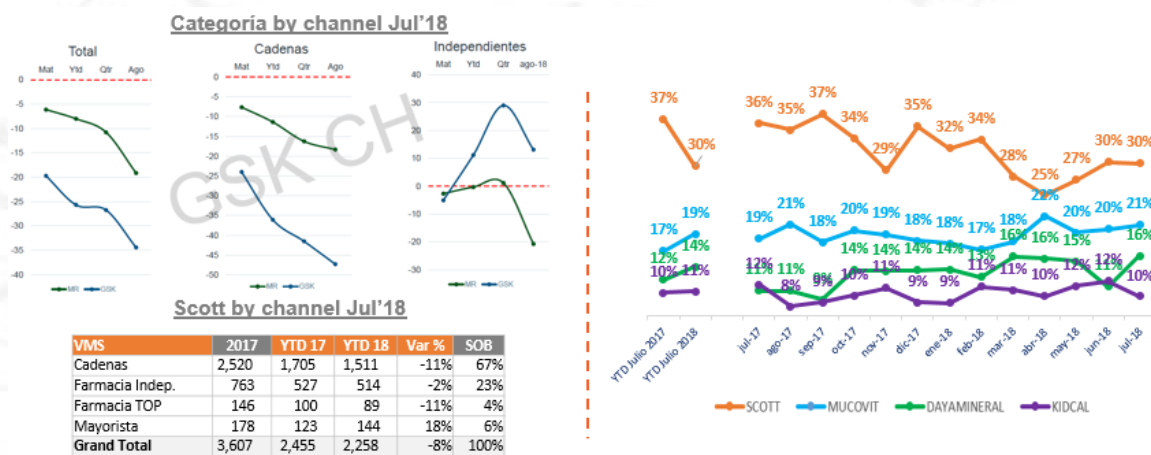 Categoría by channel Jul'18
Total
Mat Ytd Qtr Ago
0
-5
-10
-15
-20
-25
-30
-35
-40
MR GSK
Cadenas
Mat Ytd Qtr Ago
0
-5
-10
-15
-20
-25
-30
-35
-40
-45
-50
MR GSK
Independientes
Mat Ytd Qtr ago-18
40
30
20
10
0
-10
-20
-30
MR GSK
GSK CH
Scott by channel Jul'18
VMS 2017 YTD 17 YTD 18 Var % SOB
Cadenas 2,520 1,705 1,511 -11% 67%
Farmacia Indep. 763 527 514 -2% 23%
Farmacia TOP 146 100 89 -11% 4%
Mayorista 178 123 144 18% 6%
Grand Total 3,607 2,455 2,258 -8% 100%
37% 30% 36% 35% 37% 34% 29% 35% 32% 34% 28% 25% 27% 30% 30%
17% 19% 19% 21% 18% 20% 19% 18% 18% 17% 18% 22% 20% 20% 21%
12% 14% 11% 11% 9% 14% 14% 14% 14% 13% 16% 16% 15% 11% 16%
10% 11% 12% 8% 9% 10% 11% 9% 9% 11% 11% 10% 12% 12% 10%
YTD Julio 2017 YTD Julio 2018 jul-17 ago-17 sep-17 oct-17 nov-17 dic-17 ene-18 feb-18 mar-18 abr-18 may-18 jun-18 jul-18
SCOTT MUCOVIT DAYAMINERAL KIDCAL